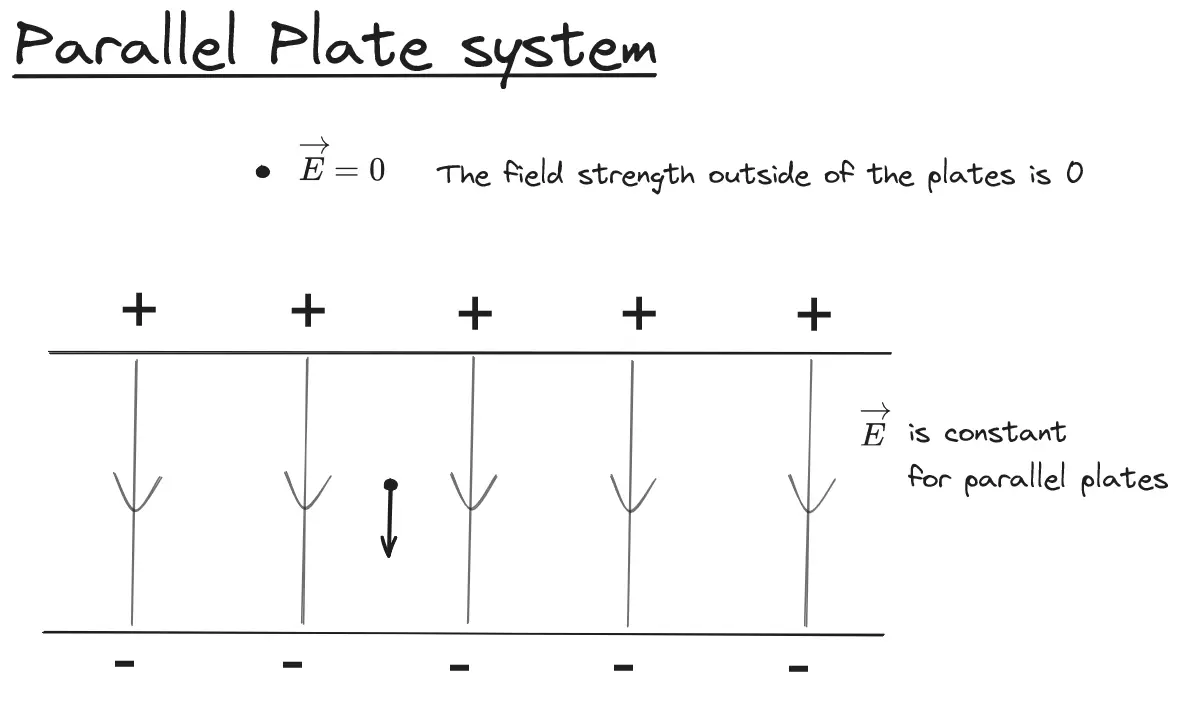 Parallel Plate system
• $\overrightarrow{E} = 0$ The field strength outside of the plates is 0
+ + + + +
$\overrightarrow{E}$ is constant
for parallel plates
- - - - -